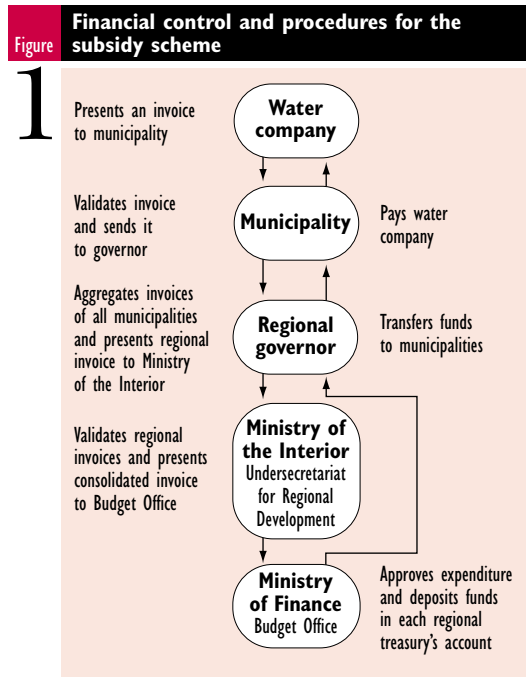 Figure
1
Financial control and procedures for the
subsidy scheme
Presents an invoice
to municipality
Water
company
Validates invoice
and sends it
to governor
Municipality
Pays water
company
Aggregates invoices
of all municipalities
and presents regional
invoice to Ministry
of the Interior
Regional
governor
Transfers funds
to municipalities
Validates regional
invoices and presents
consolidated invoice
to Budget Office
Ministry of
the Interior
Undersecretariat
for Regional
Development
Ministry
of Finance
Budget Office
Approves expenditure
and deposits funds
in each regional
treasury's account